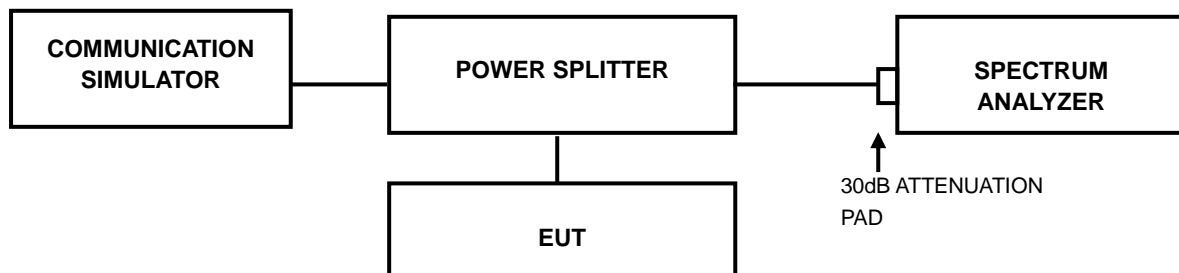 COMMUNICATION
SIMULATOR
POWER SPLITTER
SPECTRUM
ANALYZER
30dB ATTENUATION
PAD
EUT